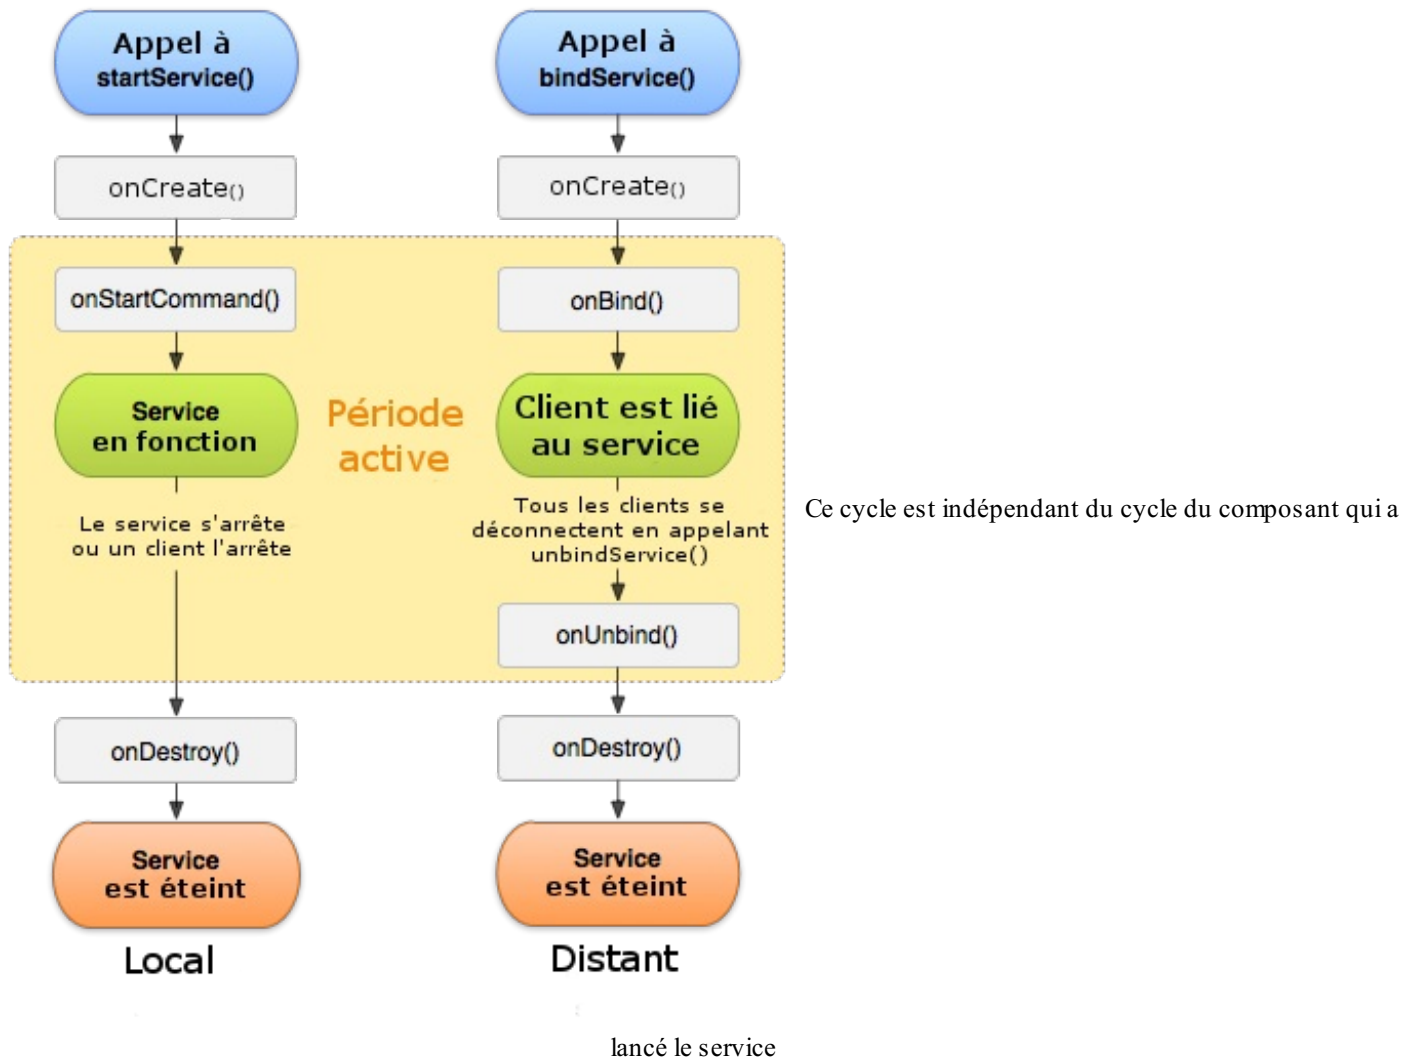 Appel à
startService()
onCreate()
onStartCommand()
Service
en fonction
Le service s'arrête
ou un client l'arrête
onDestroy()
Service
est éteint
Local
Période
active
Appel à
bindService()
onCreate()
onBind()
Client est lié
au service
Tous les clients se
déconnectent en appelant
unbindService()
onUnbind()
onDestroy()
Service
est éteint
Distant
Ce cycle est indépendant du cycle du composant qui a
lancé le service